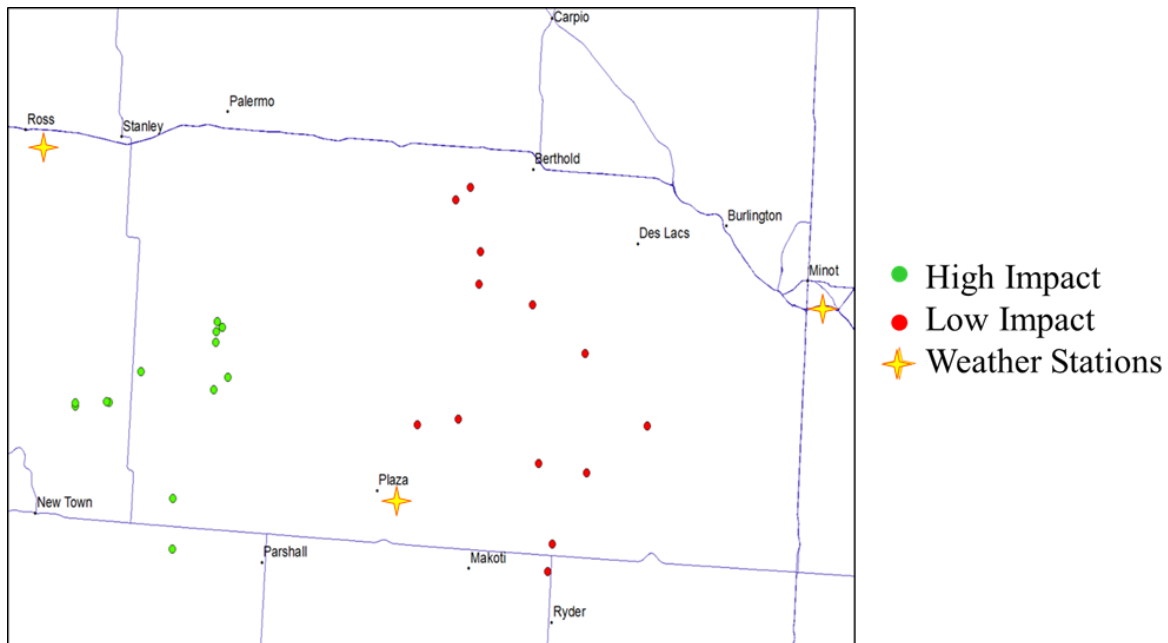 Carpio
Palermo
Ross
Stanley
Berthold
Burlington
Des Lacs
Minot
High Impact
Low Impact
Weather Stations
Plaza
New Town
Parshall
Makoti
Ryder